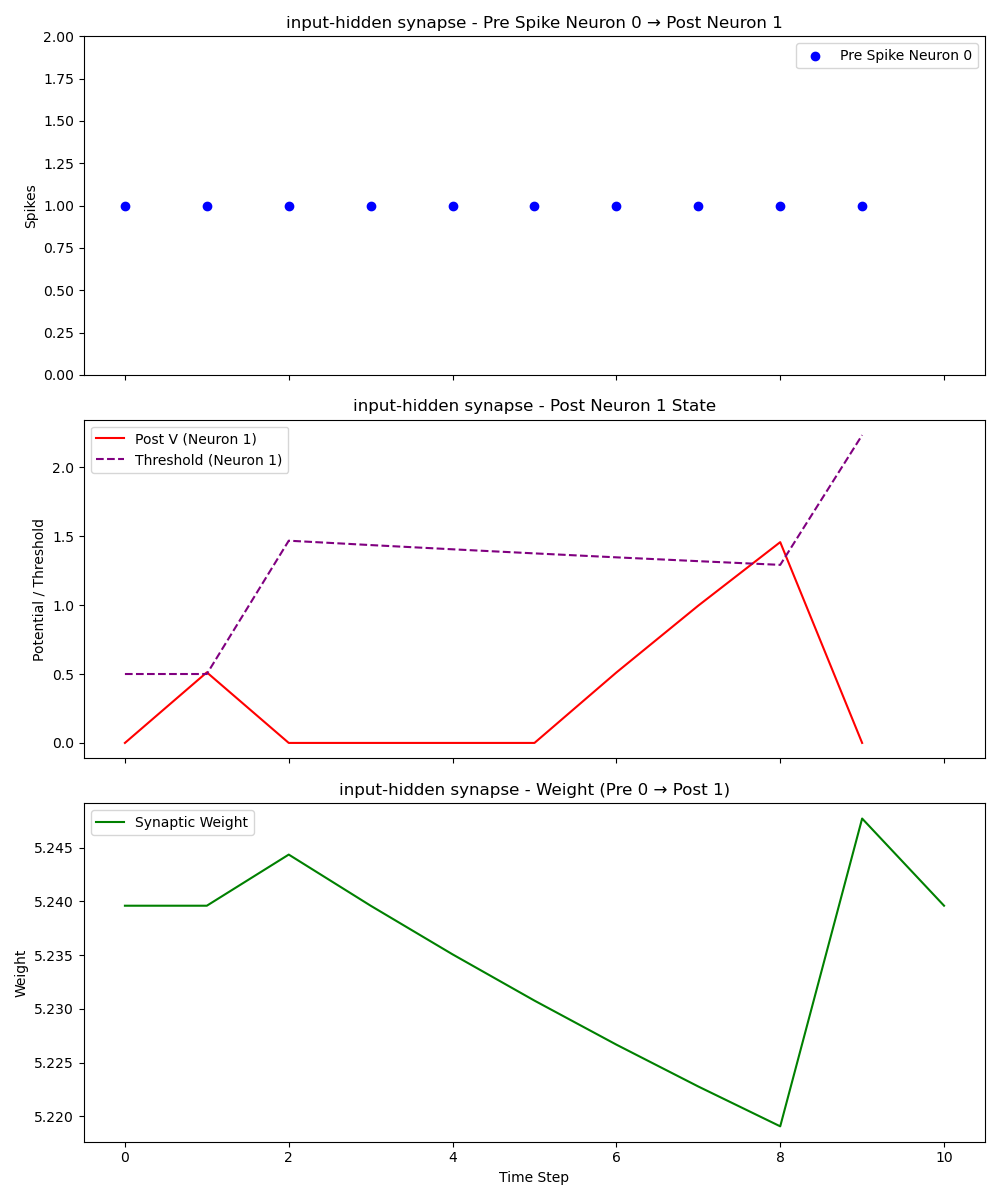 input-hidden synapse - Pre Spike Neuron 0 → Post Neuron 1
2.00
1.75
1.50
1.25
1.00
0.75
0.50
0.25
0.00
Spikes
Pre Spike Neuron 0
input-hidden synapse - Post Neuron 1 State
Post V (Neuron 1)
Threshold (Neuron 1)
2.0
1.5
1.0
0.5
0.0
Potential / Threshold
input-hidden synapse - Weight (Pre 0 → Post 1)
Synaptic Weight
5.245
5.240
5.235
5.230
5.225
5.220
Weight
0 2 4 6 8 10
Time Step